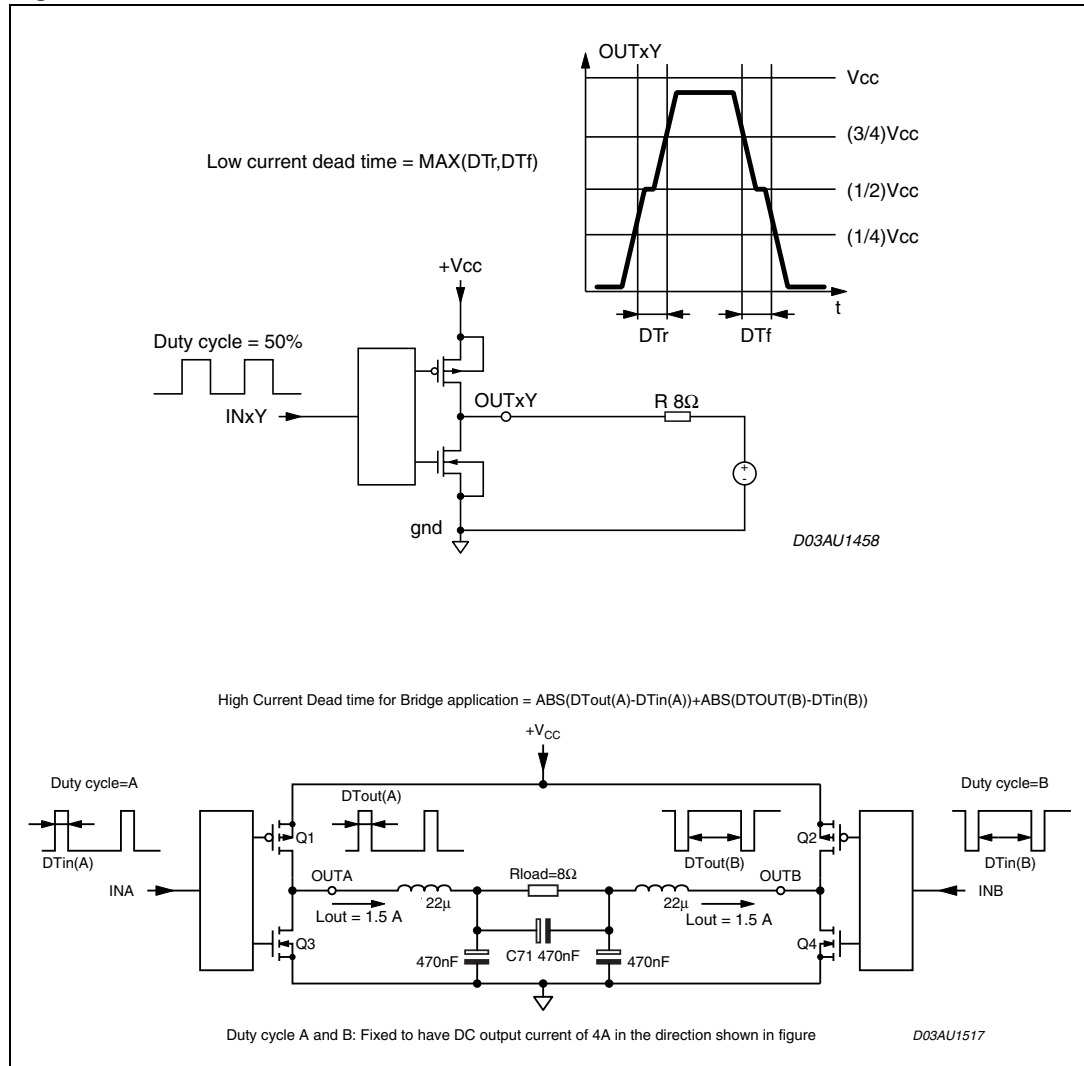 OUTxY
Vcc
(3/4)Vcc
Low current dead time = MAX(DTr,DTf)
(1/2)Vcc
(1/4)Vcc
+Vcc
t
DTr
DTf
Duty cycle = 50%
OUTxY
R 8Ω
INxY
+
-
gnd
D03AU1458
High Current Dead time for Bridge application = ABS(DTout(A)-DTin(A))+ABS(DTOUT(B)-DTin(B))
+VCC
Duty cycle=A
DTout(A)
Duty cycle=B
Q1
Q2
DTin(A)
DTout(B)
DTin(B)
INA
OUTA
Rload=8Ω
OUTB
INB
22μ
22μ
Lout = 1.5 A
Lout = 1.5 A
Q3
Q4
470nF
C71 470nF
470nF
Duty cycle A and B: Fixed to have DC output current of 4A in the direction shown in figure
D03AU1517